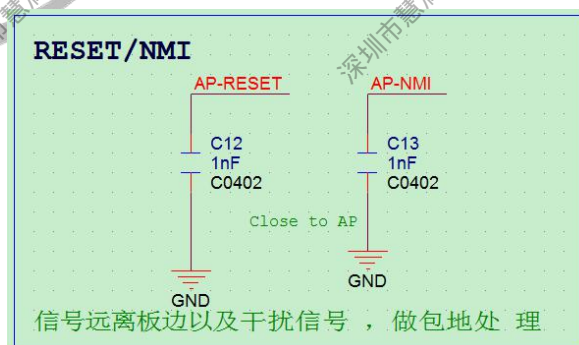 RESET/NMI
AP-RESET AP-NMI
C12 C13
1nF 1nF
C0402 C0402
Close to AP
GND GND
信号远离板边以及干扰信号 ，做包地处 理
深圳市慧